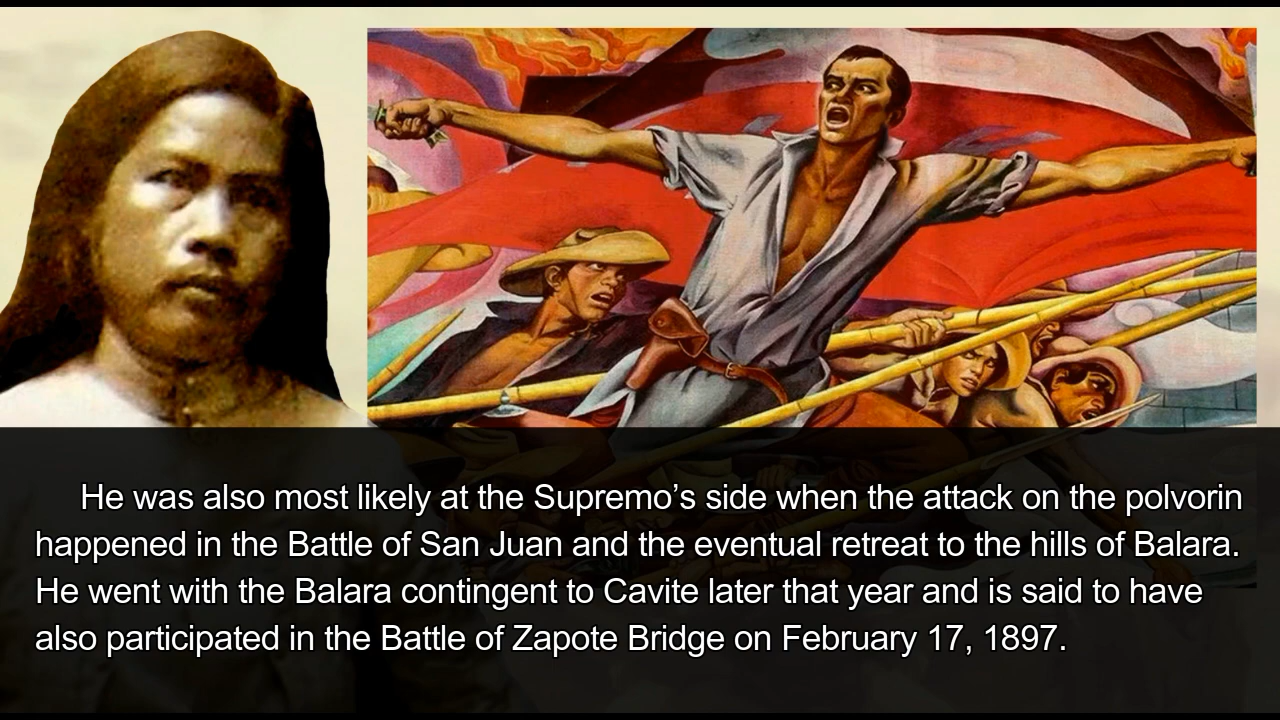 He was also most likely at the Supremo’s side when the attack on the polvorin
happened in the Battle of San Juan and the eventual retreat to the hills of Balara.
He went with the Balara contingent to Cavite later that year and is said to have
also participated in the Battle of Zapote Bridge on February 17, 1897.